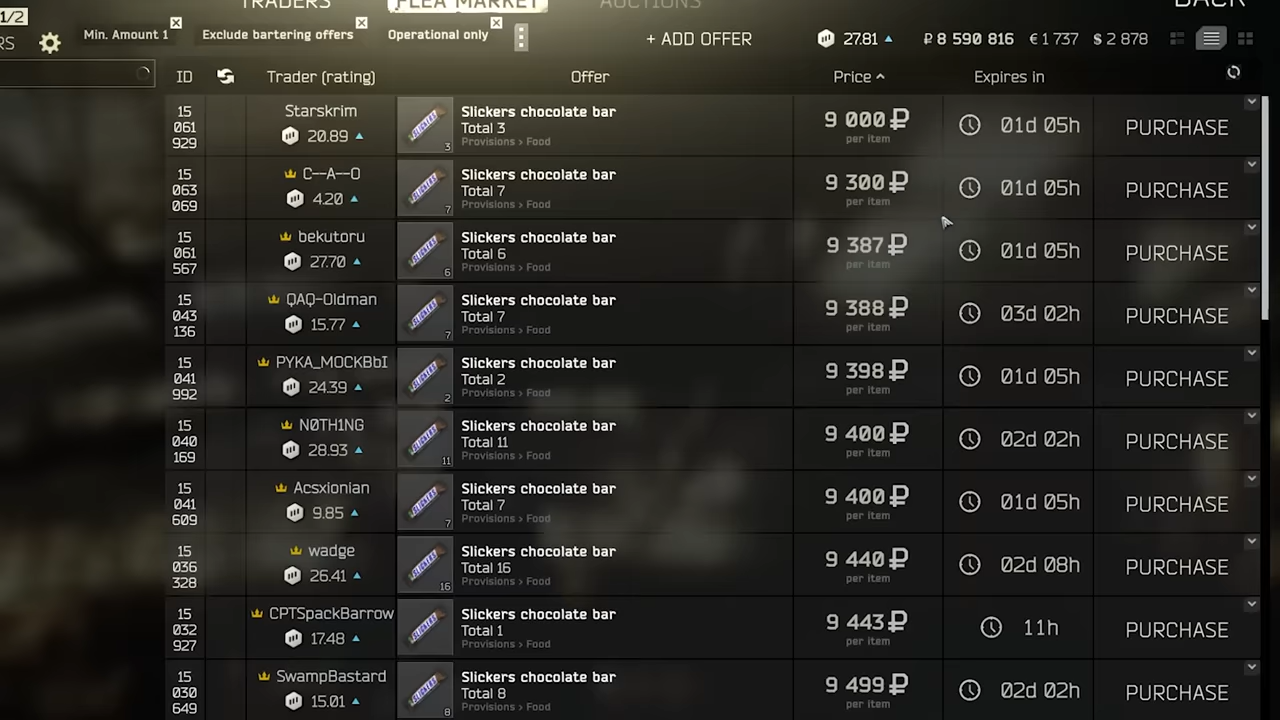 1/2
TRADERS
FLEA MARKET
AUCTIONS
BACK
RS
Min. Amount 1
Exclude bartering offers
Operational only
+ ADD OFFER
27.81
₽ 8 590 816
€ 1 737
$ 2 878
ID
Trader (rating)
Offer
Price
Expires in
15 061 929
Starskrim
20.89
3
Slickers chocolate bar
Total 3
Provisions > Food
9 000 ₽
per item
01d 05h
PURCHASE
15 063 069
C--A--O
4.20
7
Slickers chocolate bar
Total 7
Provisions > Food
9 300 ₽
per item
01d 05h
PURCHASE
15 061 567
bekutoru
27.70
6
Slickers chocolate bar
Total 6
Provisions > Food
9 387 ₽
per item
01d 05h
PURCHASE
15 043 136
QAQ-Oldman
15.77
7
Slickers chocolate bar
Total 7
Provisions > Food
9 388 ₽
per item
03d 02h
PURCHASE
15 041 992
PYKA_MOCKBbI
24.39
2
Slickers chocolate bar
Total 2
Provisions > Food
9 398 ₽
per item
01d 05h
PURCHASE
15 040 169
N0TH1NG
28.93
11
Slickers chocolate bar
Total 11
Provisions > Food
9 400 ₽
per item
02d 02h
PURCHASE
15 041 609
Acsxionian
9.85
7
Slickers chocolate bar
Total 7
Provisions > Food
9 400 ₽
per item
01d 05h
PURCHASE
15 036 328
wadge
26.41
16
Slickers chocolate bar
Total 16
Provisions > Food
9 440 ₽
per item
02d 08h
PURCHASE
15 032 927
CPTSpackBarrow
17.48
Slickers chocolate bar
Total 1
Provisions > Food
9 443 ₽
per item
11h
PURCHASE
15 030 649
SwampBastard
15.01
8
Slickers chocolate bar
Total 8
Provisions > Food
9 499 ₽
per item
02d 02h
PURCHASE